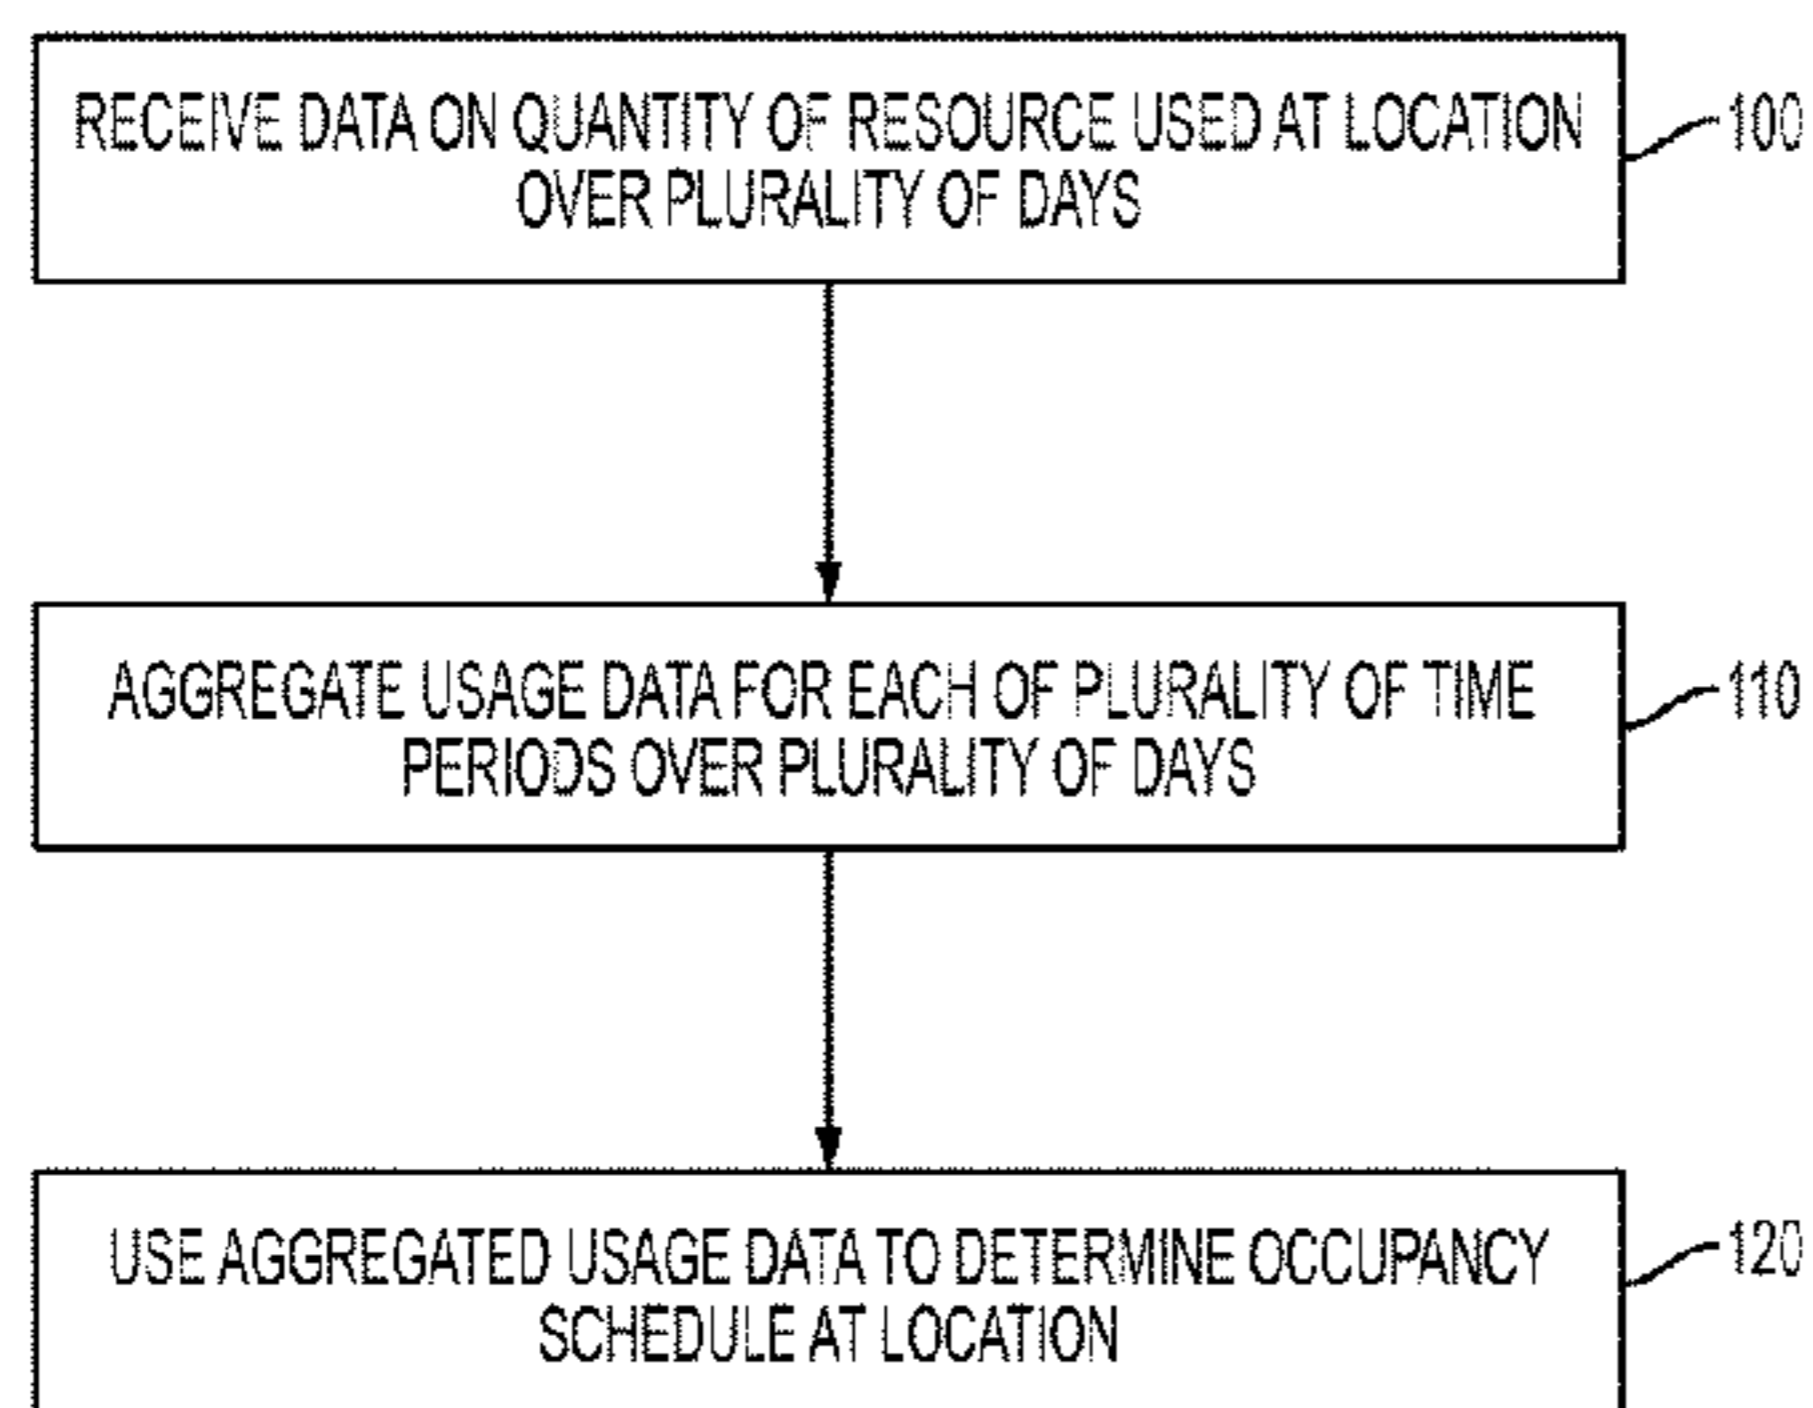 RECEIVE DATA ON QUANTITY OF RESOURCE USED AT LOCATION
OVER PLURALITY OF DAYS
100
AGGREGATE USAGE DATA FOR EACH OF PLURALITY OF TIME
PERIODS OVER PLURALITY OF DAYS
110
USE AGGREGATED USAGE DATA TO DETERMINE OCCUPANCY
SCHEDULE AT LOCATION
120